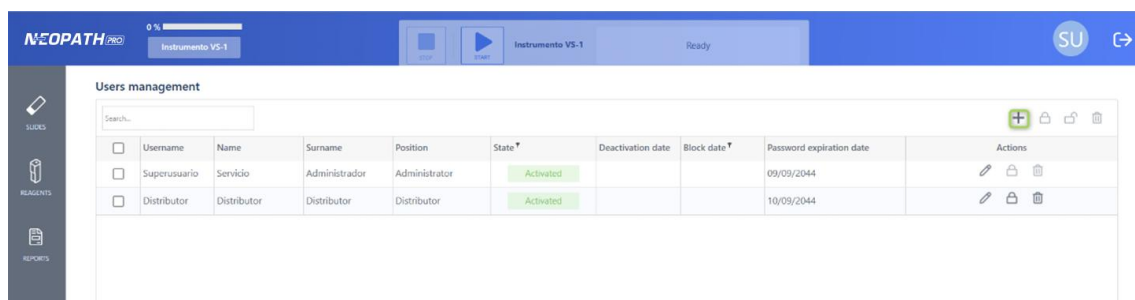 NEOPATH PRO
0 %
Instrumento VS-1
STOP
START
Instrumento VS-1
Ready
SU
SLIDES
REAGENTS
REPORTS
Users management
Search...
Username Name Surname Position State Deactivation date Block date Password expiration date Actions
Superusuario Servicio Administrador Administrator Activated 09/09/2044
Distributor Distributor Distributor Distributor Activated 10/09/2044